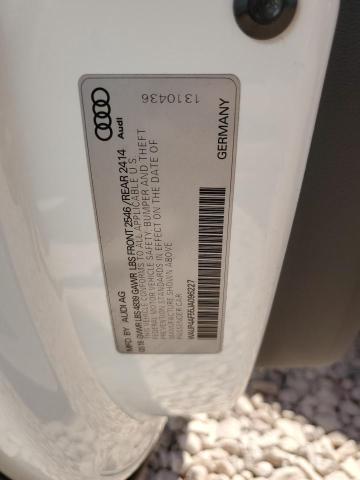 Audi
1310436
GERMANY
MFD. BY AUDI AG
02/18 GVWR LBS 4839 GAWR LBS FRONT 2546 / REAR 2414
THIS VEHICLE CONFORMS TO ALL APPLICABLE U.S.
FEDERAL MOTOR VEHICLE SAFETY, BUMPER AND THEFT
PREVENTION STANDARDS IN EFFECT ON THE DATE OF
MANUFACTURE SHOWN ABOVE.
PASSENGER CAR